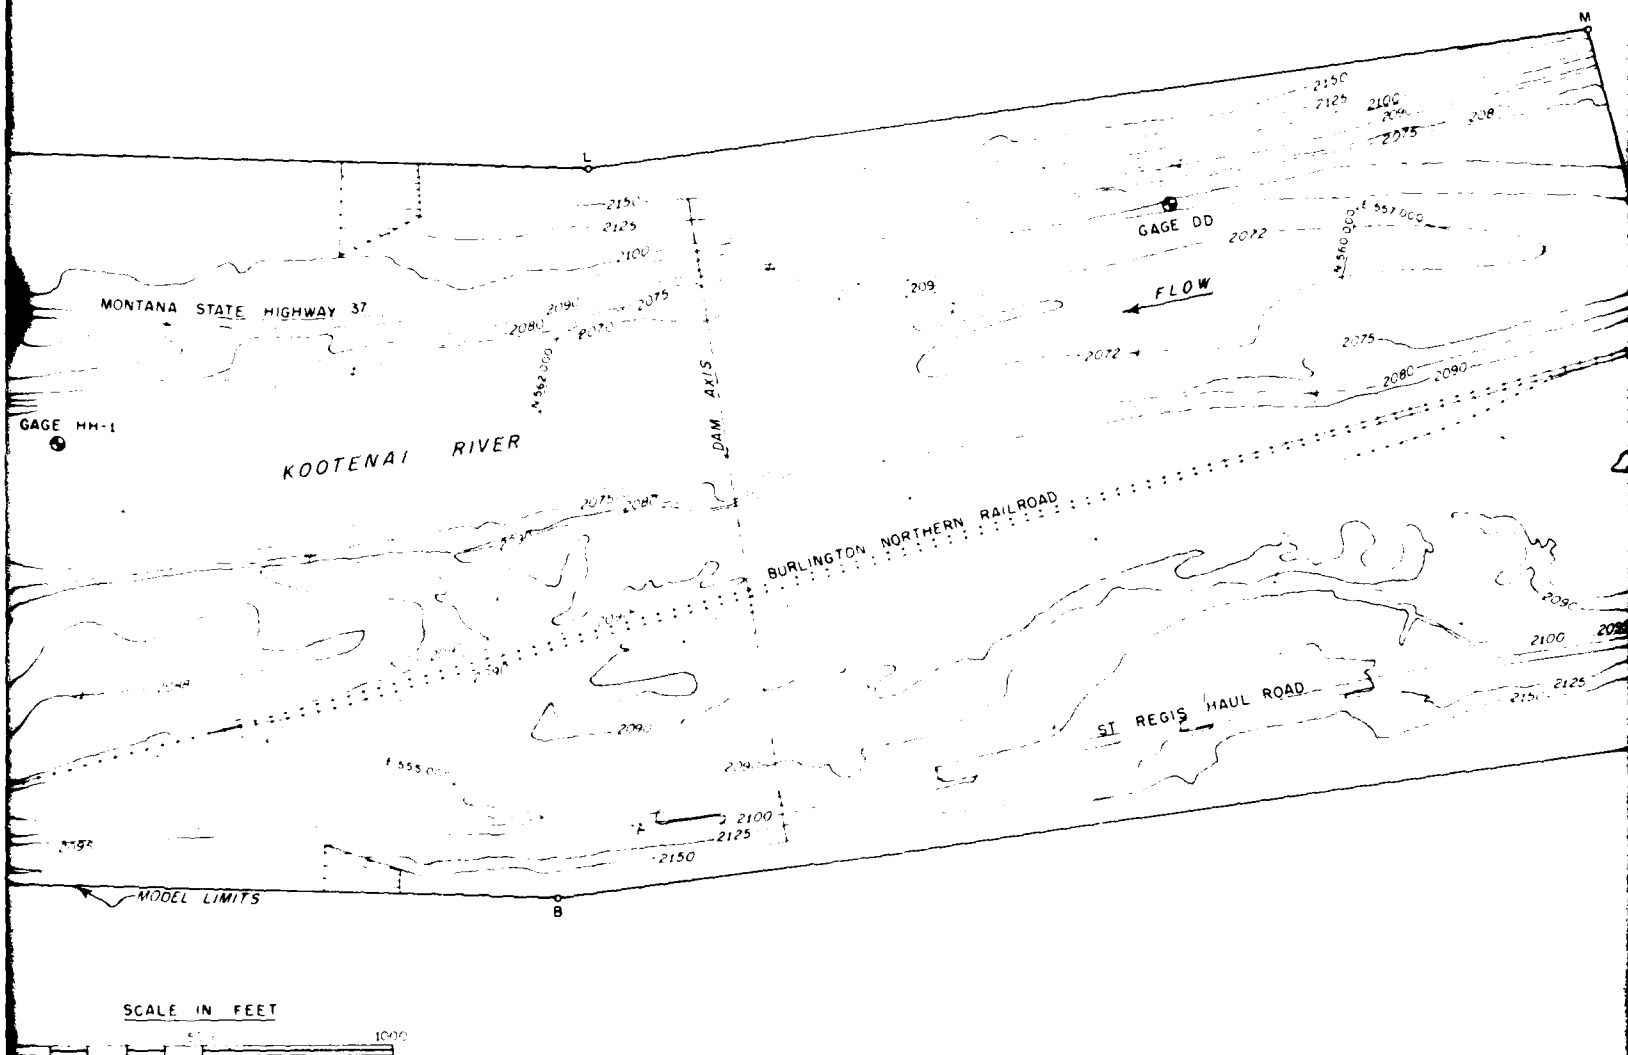 M
L
2150
2125
2100
2090
2075
208
2150
2125
2100
GAGE DD
2072
N 560,000
E 557,000
209
FLOW
MONTANA STATE HIGHWAY 37
2090
2075
2080
2070
N 562,000
2072
2075
2080
2090
DAM AXIS
GAGE HH-1
KOOTENAI RIVER
2075
2080
BURLINGTON NORTHERN RAILROAD
2090
2100
2088
2090
2090
ST REGIS HAUL ROAD
2125
E 555,000
2100
2125
2150
2095
MODEL LIMITS
B
SCALE IN FEET
1000